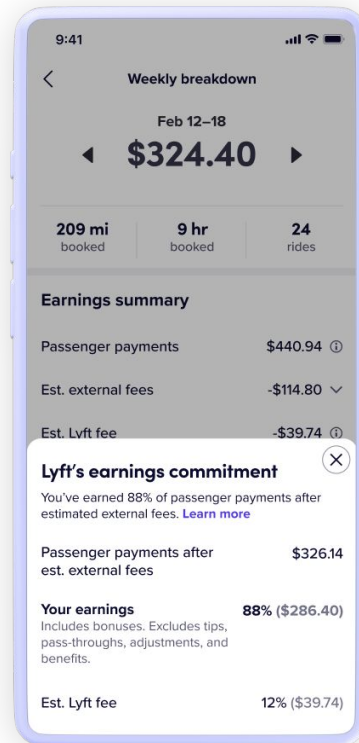 9:41
Weekly breakdown
Feb 12–18
$324.40
209 mi 9 hr 24
booked booked rides
Earnings summary
Passenger payments $440.94
Est. external fees -$114.80
Est. Lyft fee -$39.74
Lyft's earnings commitment
You've earned 88% of passenger payments after
estimated external fees. Learn more
Passenger payments after $326.14
est. external fees
Your earnings 88% ($286.40)
Includes bonuses. Excludes tips,
pass-throughs, adjustments, and
benefits.
Est. Lyft fee 12% ($39.74)